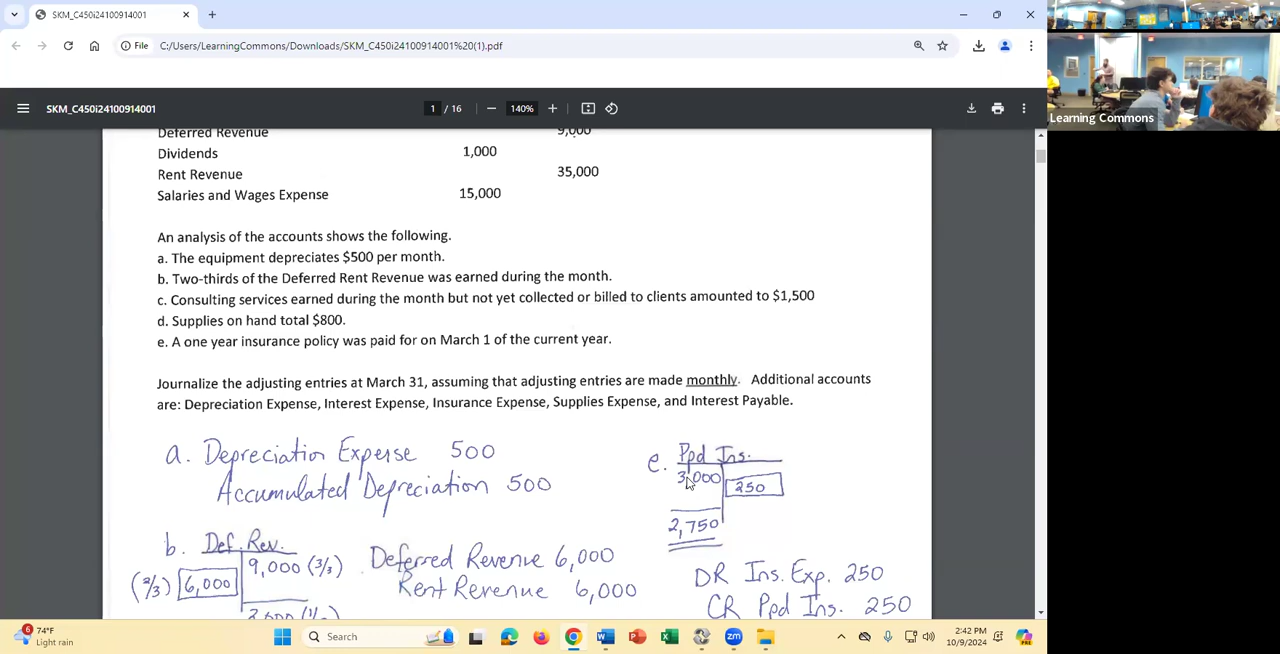 SKM_C450i24100914001
File
C:/Users/LearningCommons/Downloads/SKM_C450i24100914001%20(1).pdf
SKM_C450i24100914001
1 / 16
140%
Learning Commons
Deferred Revenue 9,000
Dividends 1,000
Rent Revenue 35,000
Salaries and Wages Expense 15,000
An analysis of the accounts shows the following.
a. The equipment depreciates $500 per month.
b. Two-thirds of the Deferred Rent Revenue was earned during the month.
c. Consulting services earned during the month but not yet collected or billed to clients amounted to $1,500
d. Supplies on hand total $800.
e. A one year insurance policy was paid for on March 1 of the current year.
Journalize the adjusting entries at March 31, assuming that adjusting entries are made monthly. Additional accounts
are: Depreciation Expense, Interest Expense, Insurance Expense, Supplies Expense, and Interest Payable.
a. Depreciation Expense 500
Accumulated Depreciation 500
e. Ppd Ins.
3,000
250
2,750
b. Def. Rev.
9,000 (3/3)
(2/3) 6,000
Deferred Revenue 6,000
Rent Revenue 6,000
DR Ins. Exp. 250
CR Ppd Ins. 250
6
74°F
Light rain
Search
zm
2:42 PM
10/9/2024